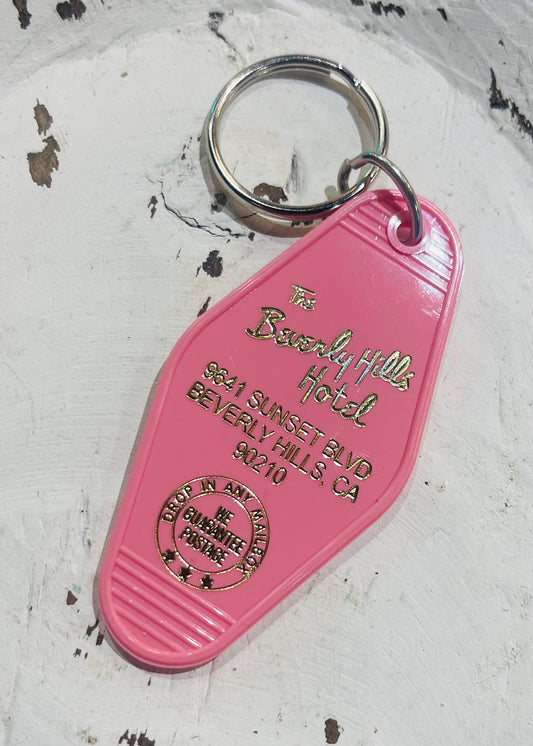 The
Beverly Hills
Hotel
9641 SUNSET BLVD
BEVERLY HILLS, CA
90210
DROP IN ANY MAILBOX
WE
GUARANTEE
POSTAGE